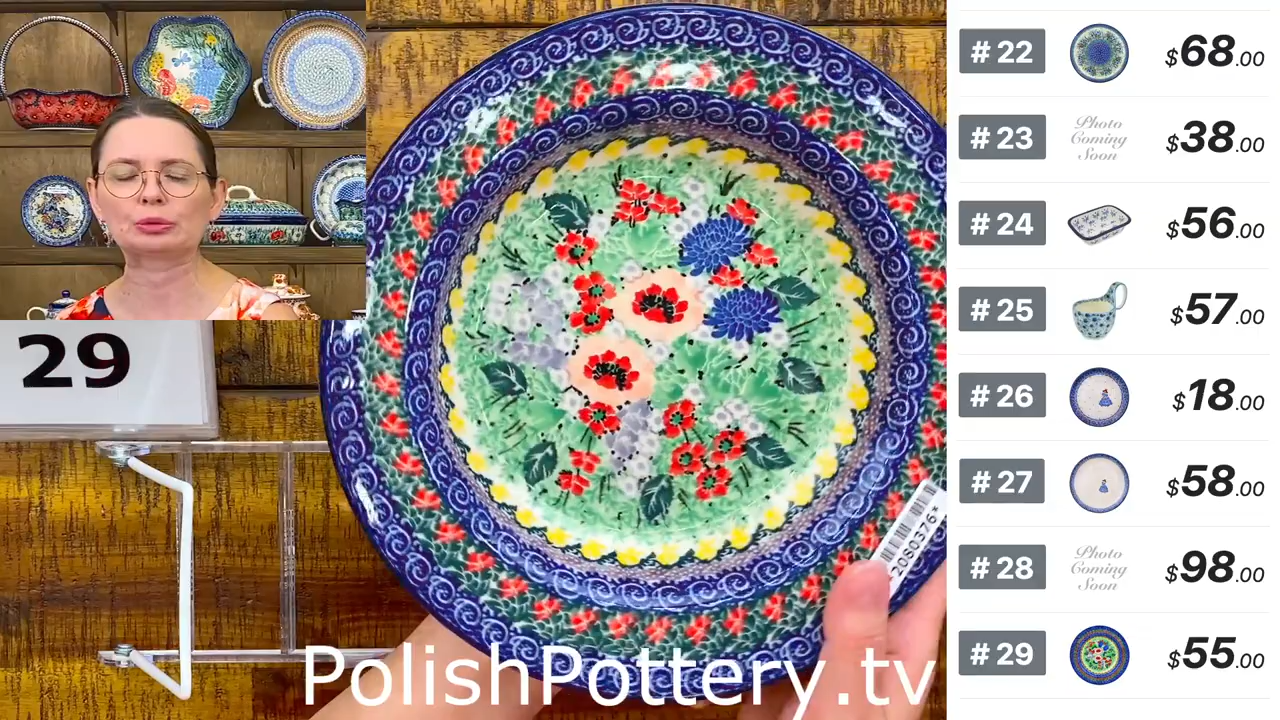 29
*2080376*
PolishPottery.tv
# 22 $68.00
# 23 Photo Coming Soon $38.00
# 24 $56.00
# 25 $57.00
# 26 $18.00
# 27 $58.00
# 28 Photo Coming Soon $98.00
# 29 $55.00